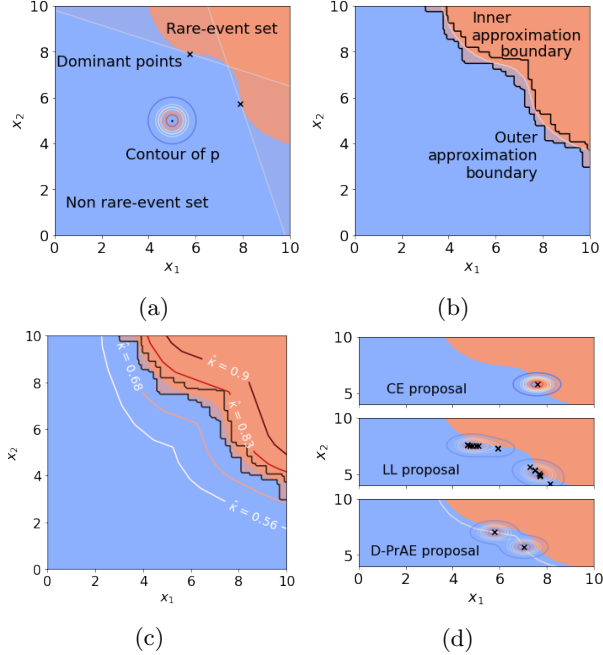 10
8
6
4
2
0
x2
Rare-event set
Dominant points
Contour of p
Non rare-event set
0 2 4 6 8 10
x1
(a)
10
8
6
4
2
0
x2
Inner
approximation
boundary
Outer
approximation
boundary
0 2 4 6 8 10
x1
(b)
10
8
6
4
2
0
x2
κ̂ = 0.9
κ̂ = 0.68
κ̂ = 0.83
κ̂ = 0.56
0 2 4 6 8 10
x1
(c)
10
5
CE proposal
10
5
x2
LL proposal
10
5
D-PrAE proposal
0 2 4 6 8 10
x1
(d)